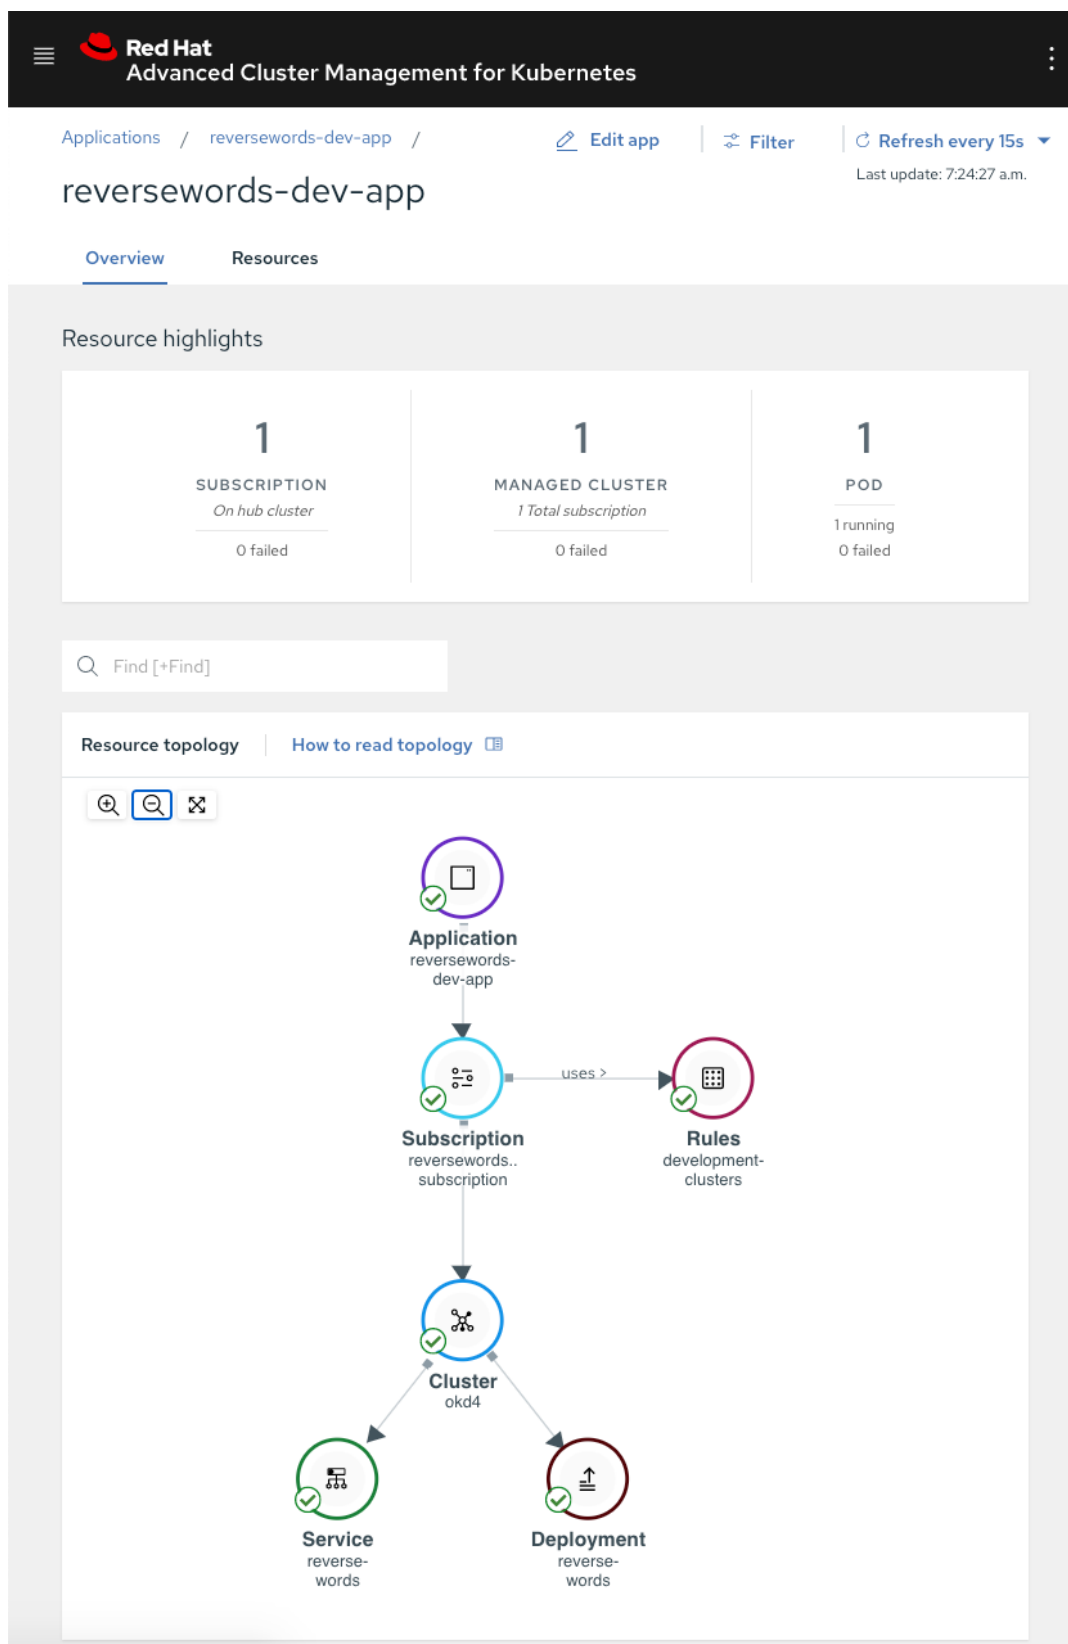 Red Hat
Advanced Cluster Management for Kubernetes
Applications / reversewords-dev-app /
Edit app
Filter
Refresh every 15s
Last update: 7:24:27 a.m.
reversewords-dev-app
Overview
Resources
Resource highlights
1
SUBSCRIPTION
On hub cluster
0 failed
1
MANAGED CLUSTER
1 Total subscription
0 failed
1
POD
1 running
0 failed
Find [+Find]
Resource topology
How to read topology
Application
reversewords-
dev-app
uses >
Subscription
reversewords..
subscription
Rules
development-
clusters
Cluster
okd4
Service
reverse-
words
Deployment
reverse-
words